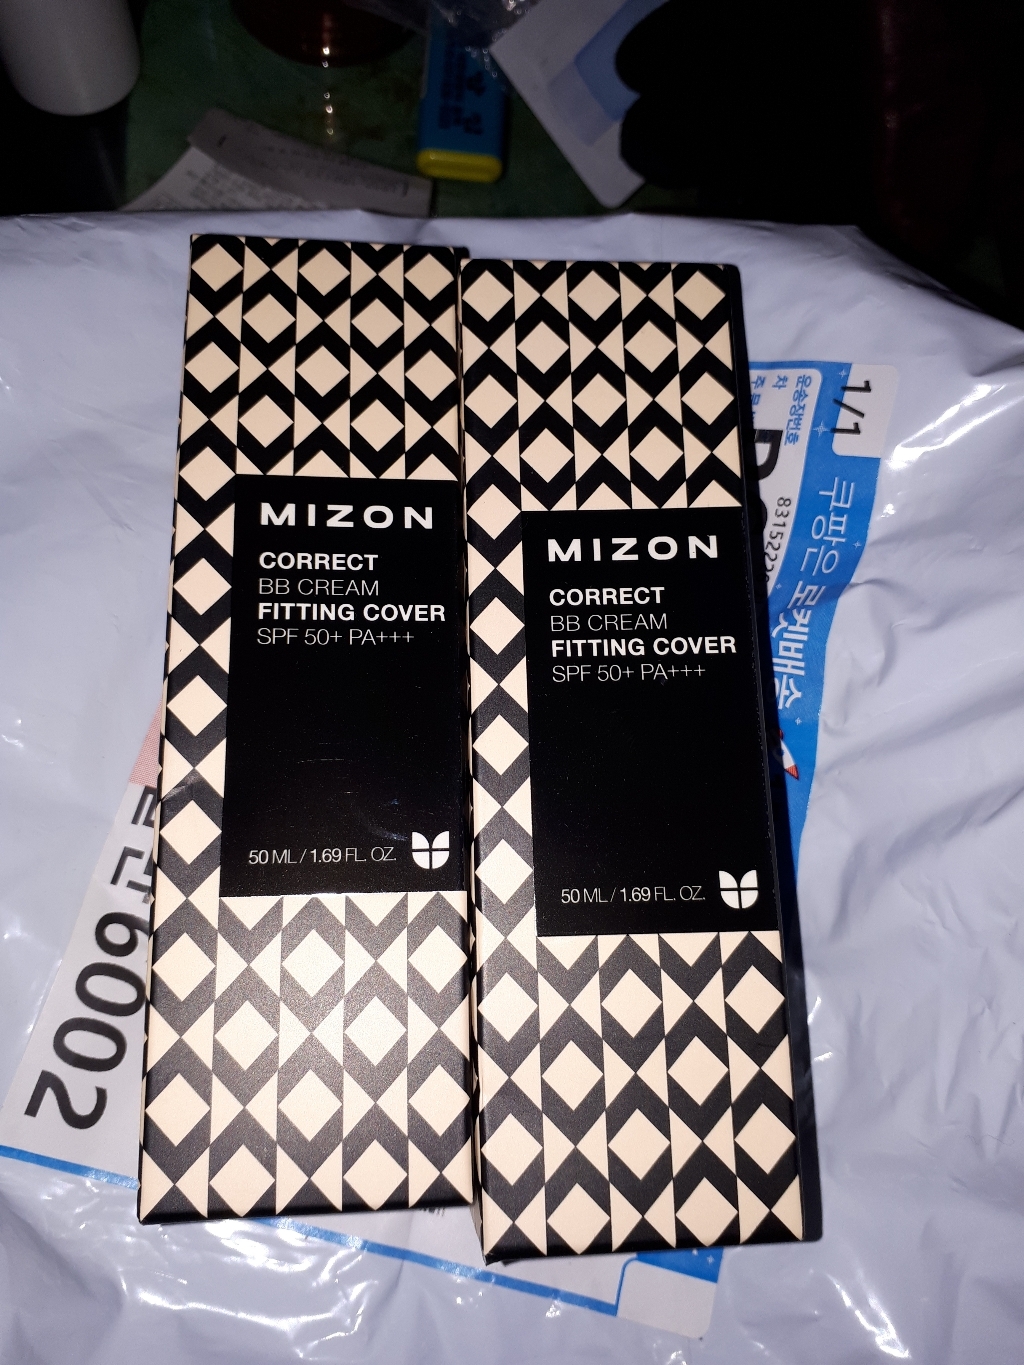 MIZON
CORRECT
BB CREAM
FITTING COVER
SPF 50+ PA+++
50 ML / 1.69 FL. OZ.
MIZON
CORRECT
BB CREAM
FITTING COVER
SPF 50+ PA+++
50 ML / 1.69 FL. OZ.
1/1
쿠팡은 로켓배송
운송장번호
6002